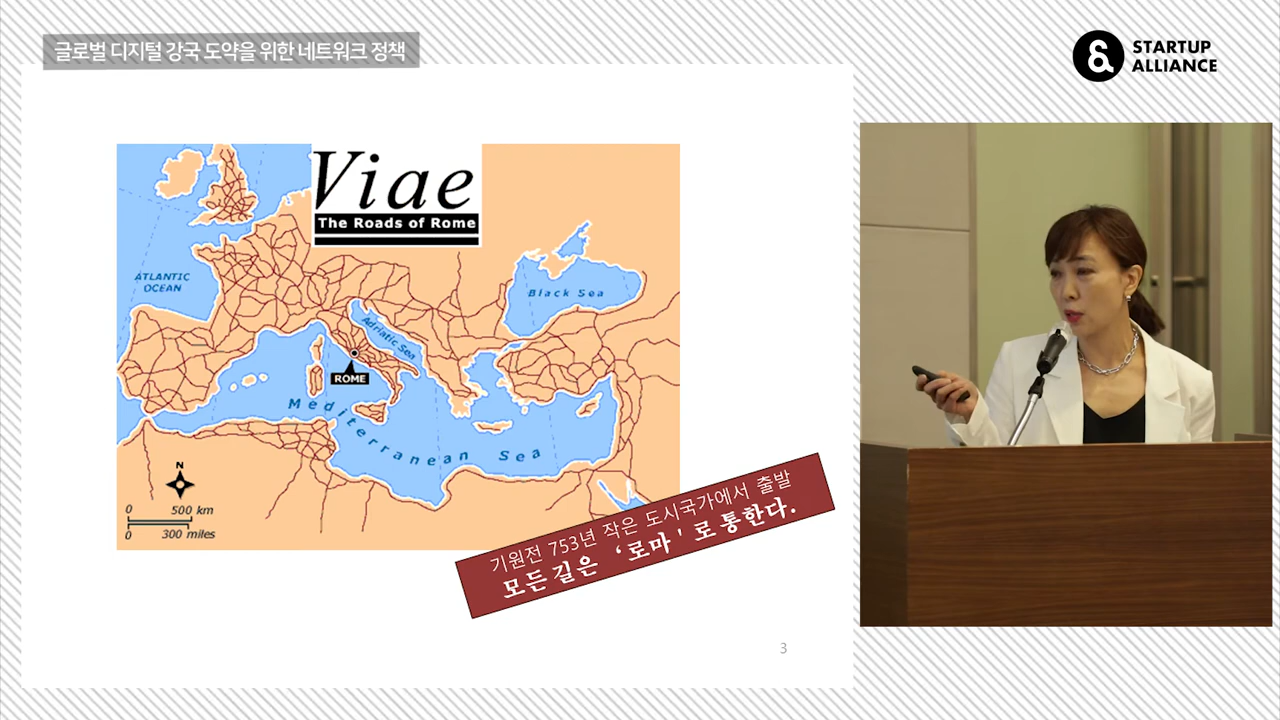 글로벌 디지털 강국 도약을 위한 네트워크 정책
STARTUP
ALLIANCE
Viae
The Roads of Rome
ATLANTIC
OCEAN
Black Sea
Adriatic Sea
ROME
Mediterranean Sea
N
0 500 km
0 300 miles
기원전 753년 작은 도시국가에서 출발
모든 길은 ‘로마'로 통한다.
3